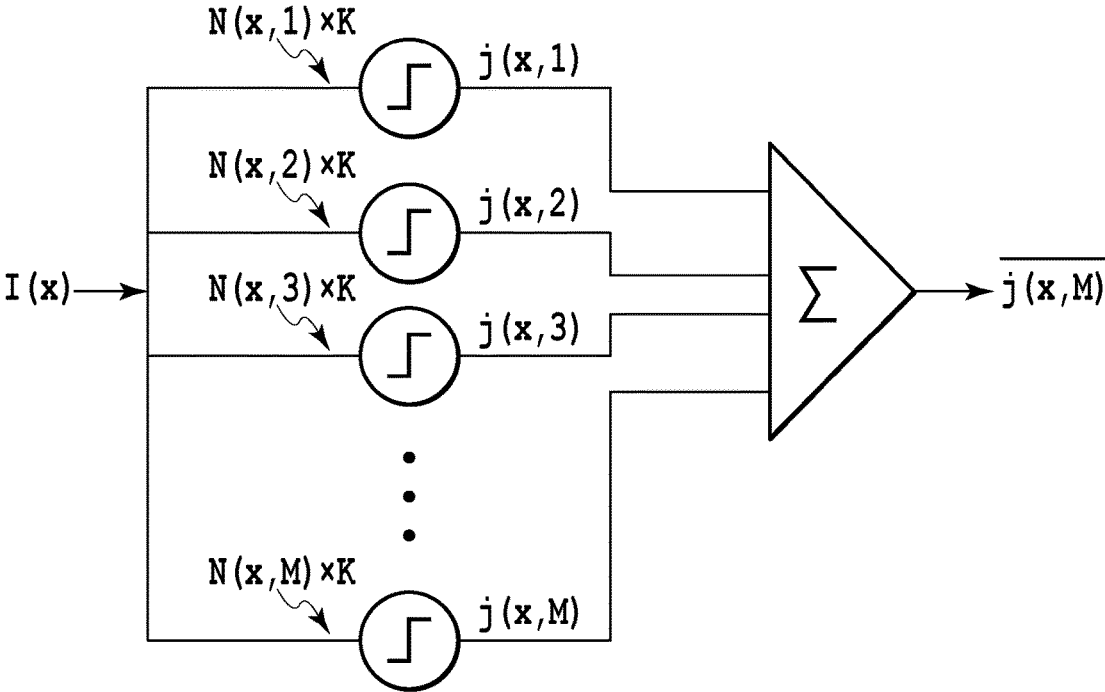 N(x,1)×K
j(x,1)
N(x,2)×K
j(x,2)
I(x)
N(x,3)×K
j(x,3)
Σ
j(x,M)
N(x,M)×K
j(x,M)